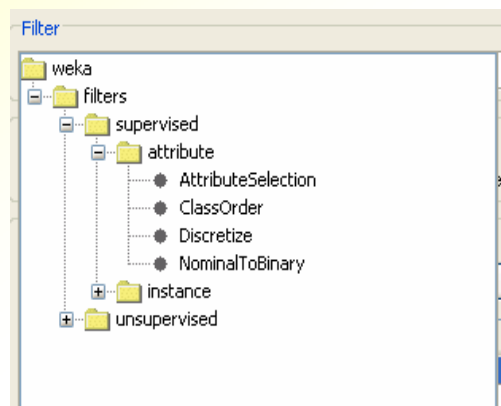 Filter
weka
filters
supervised
attribute
AttributeSelection
ClassOrder
Discretize
NominalToBinary
instance
unsupervised